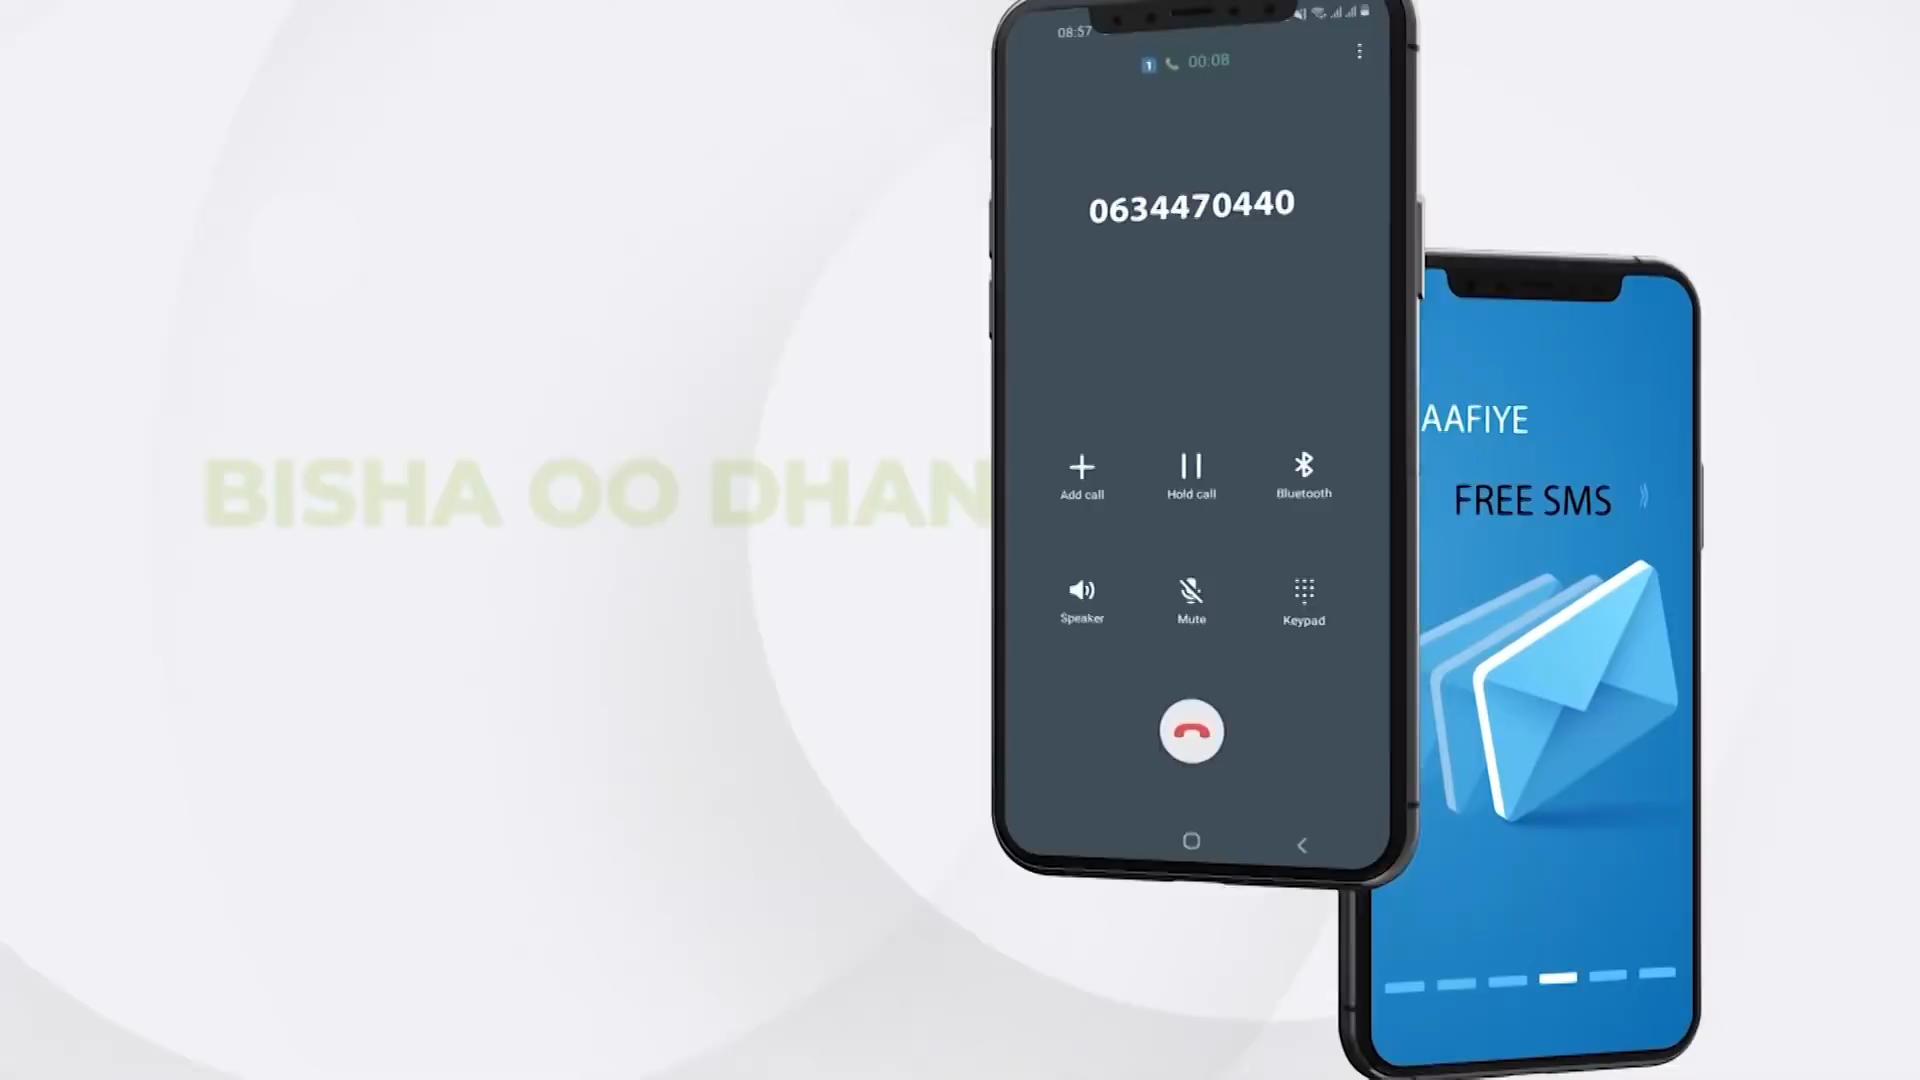 08:57
1 00:08
0634470440
BISHA OO DHAN
Add call Hold call Bluetooth
Speaker Mute Keypad
AAFIYE
FREE SMS